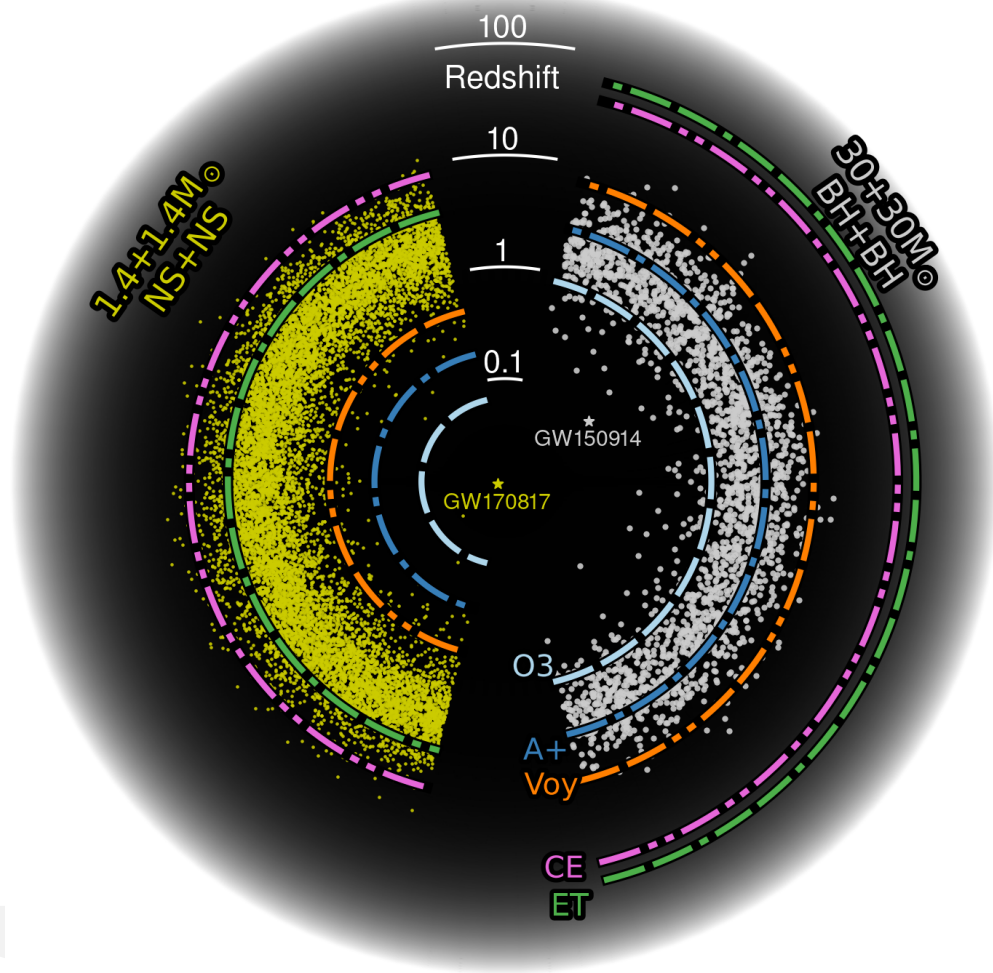 100
Redshift
10
1
0.1
1.4+1.4M☉
NS+NS
30+30M☉
BH+BH
GW150914
GW170817
O3
A+
Voy
CE
ET